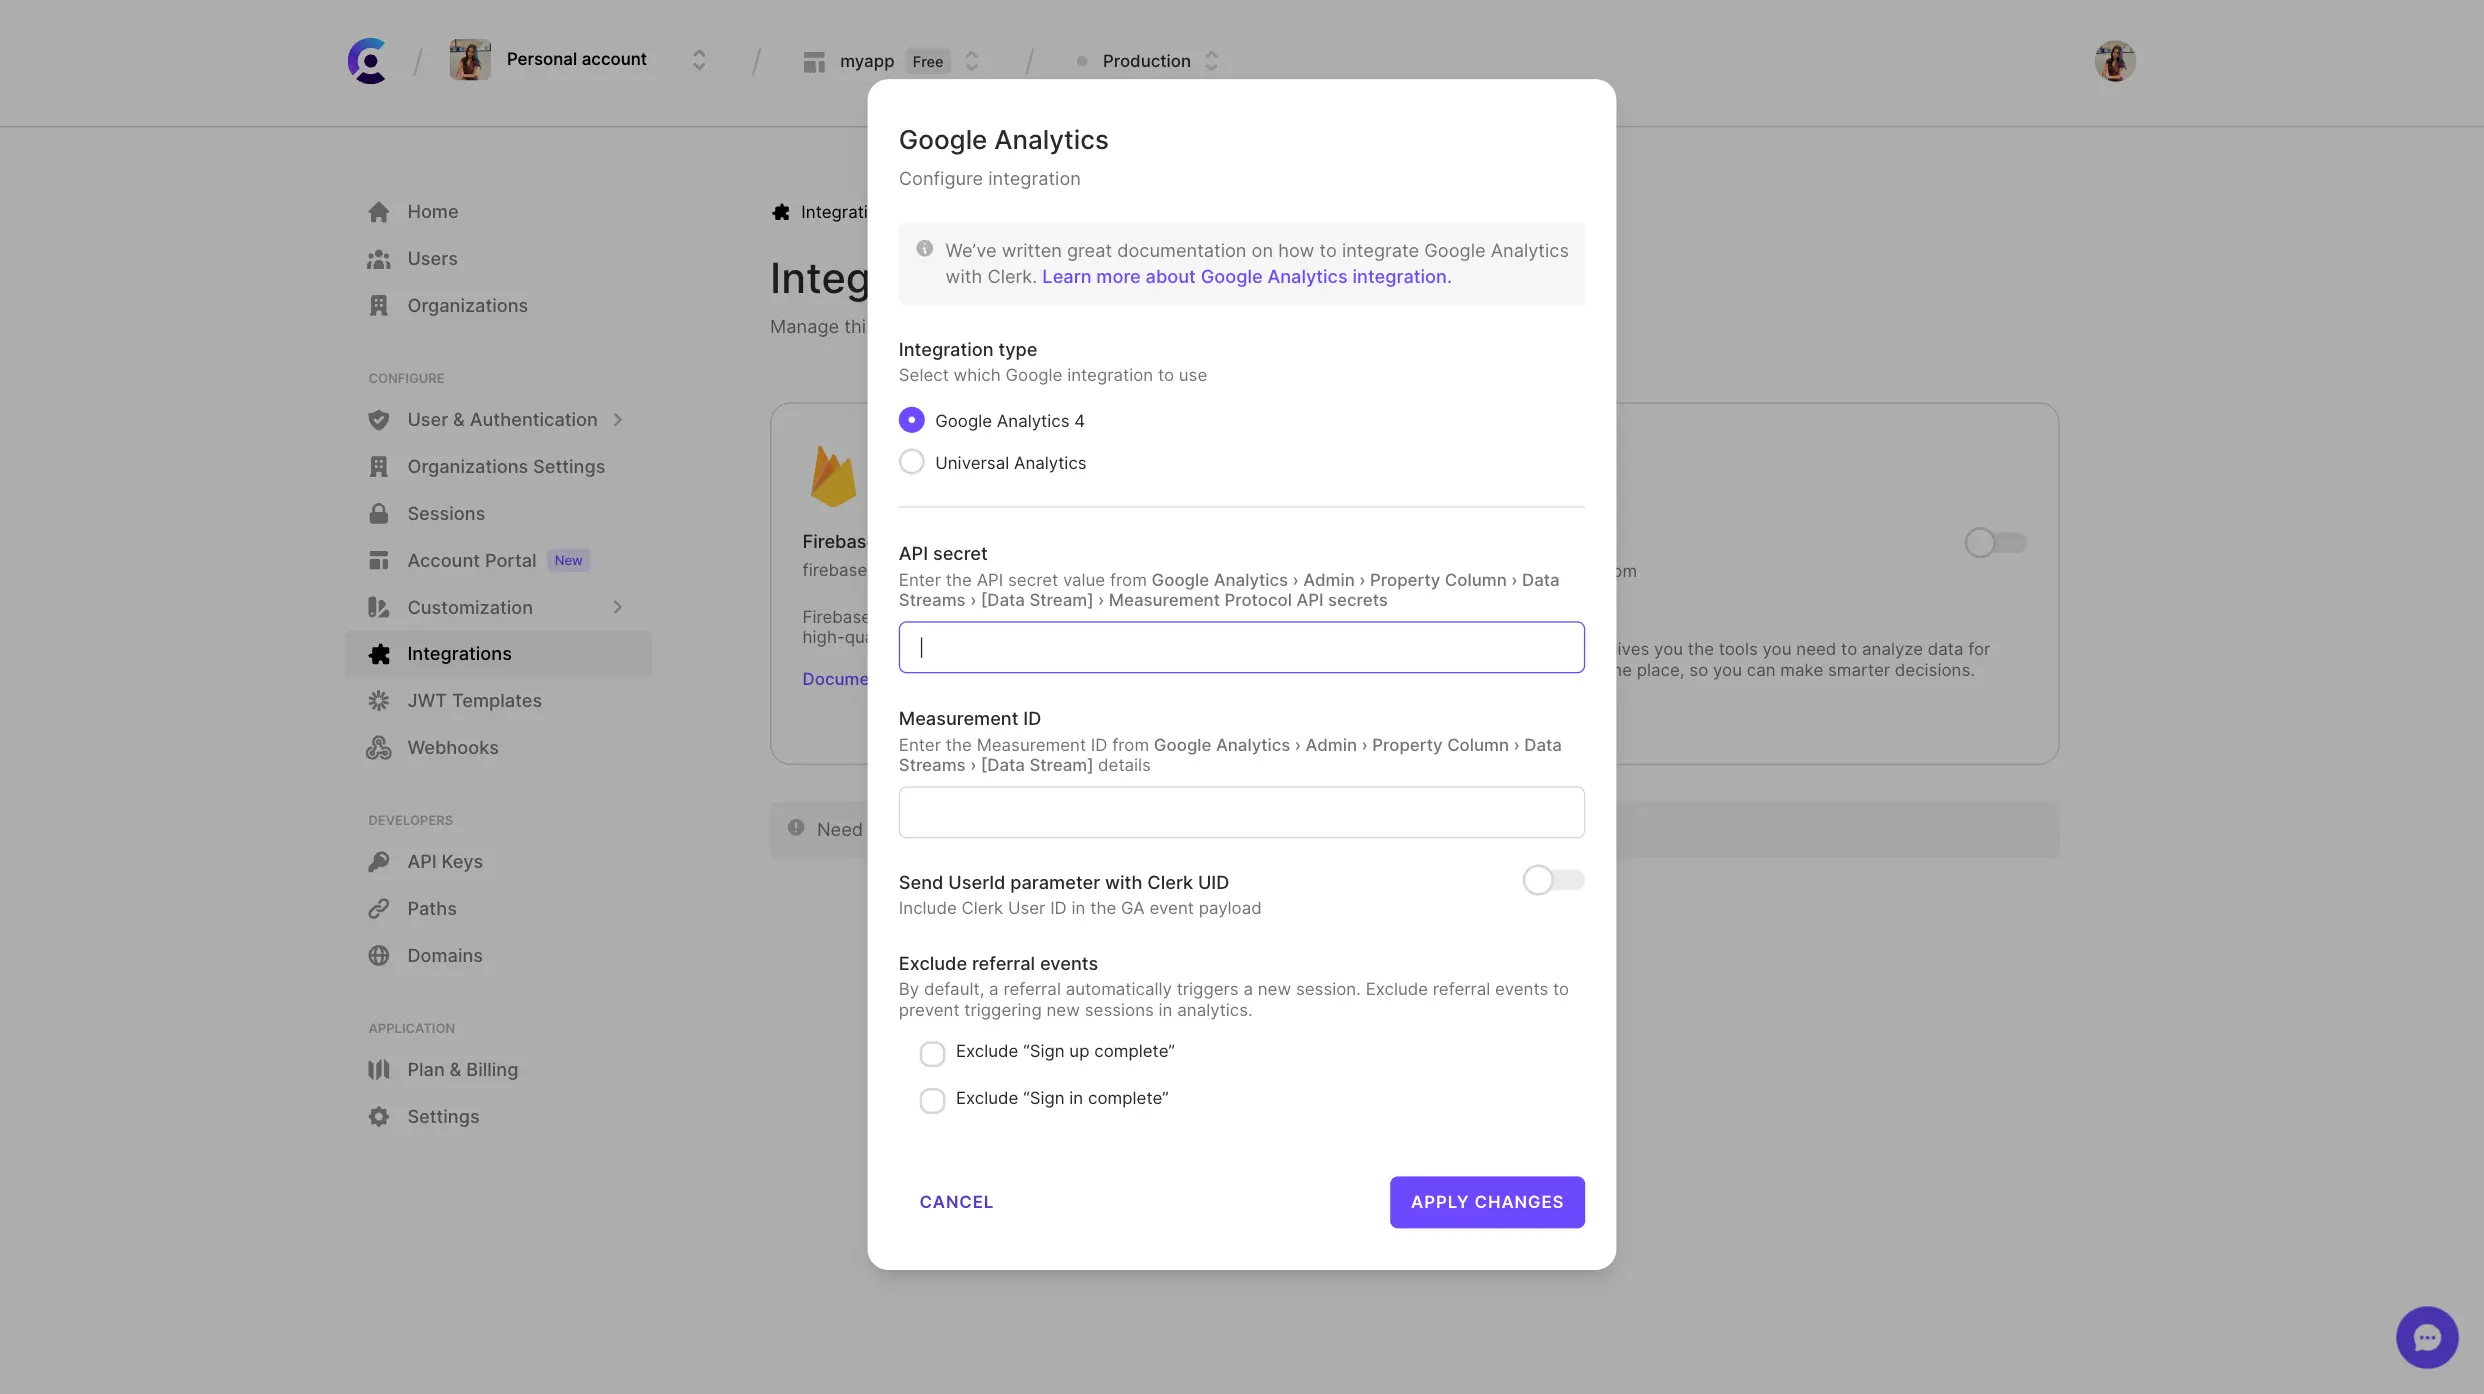 Personal account
myapp Free
Production
Google Analytics
Configure integration
We’ve written great documentation on how to integrate Google Analytics
with Clerk. Learn more about Google Analytics integration.
Integration type
Select which Google integration to use
Google Analytics 4
Universal Analytics
API secret
Enter the API secret value from Google Analytics › Admin › Property Column › Data
Streams › [Data Stream] › Measurement Protocol API secrets
Measurement ID
Enter the Measurement ID from Google Analytics › Admin › Property Column › Data
Streams › [Data Stream] details
Send UserId parameter with Clerk UID
Include Clerk User ID in the GA event payload
Exclude referral events
By default, a referral automatically triggers a new session. Exclude referral events to
prevent triggering new sessions in analytics.
Exclude “Sign up complete”
Exclude “Sign in complete”
CANCEL
APPLY CHANGES
Home
Users
Organizations
CONFIGURE
User & Authentication
Organizations Settings
Sessions
Account Portal New
Customization
Integrations
JWT Templates
Webhooks
DEVELOPERS
API Keys
Paths
Domains
APPLICATION
Plan & Billing
Settings
Integrati
Integ
Manage thi
Firebas
firebase
Firebase
high-qua
Docume
om
ives you the tools you need to analyze data for
ne place, so you can make smarter decisions.
Need